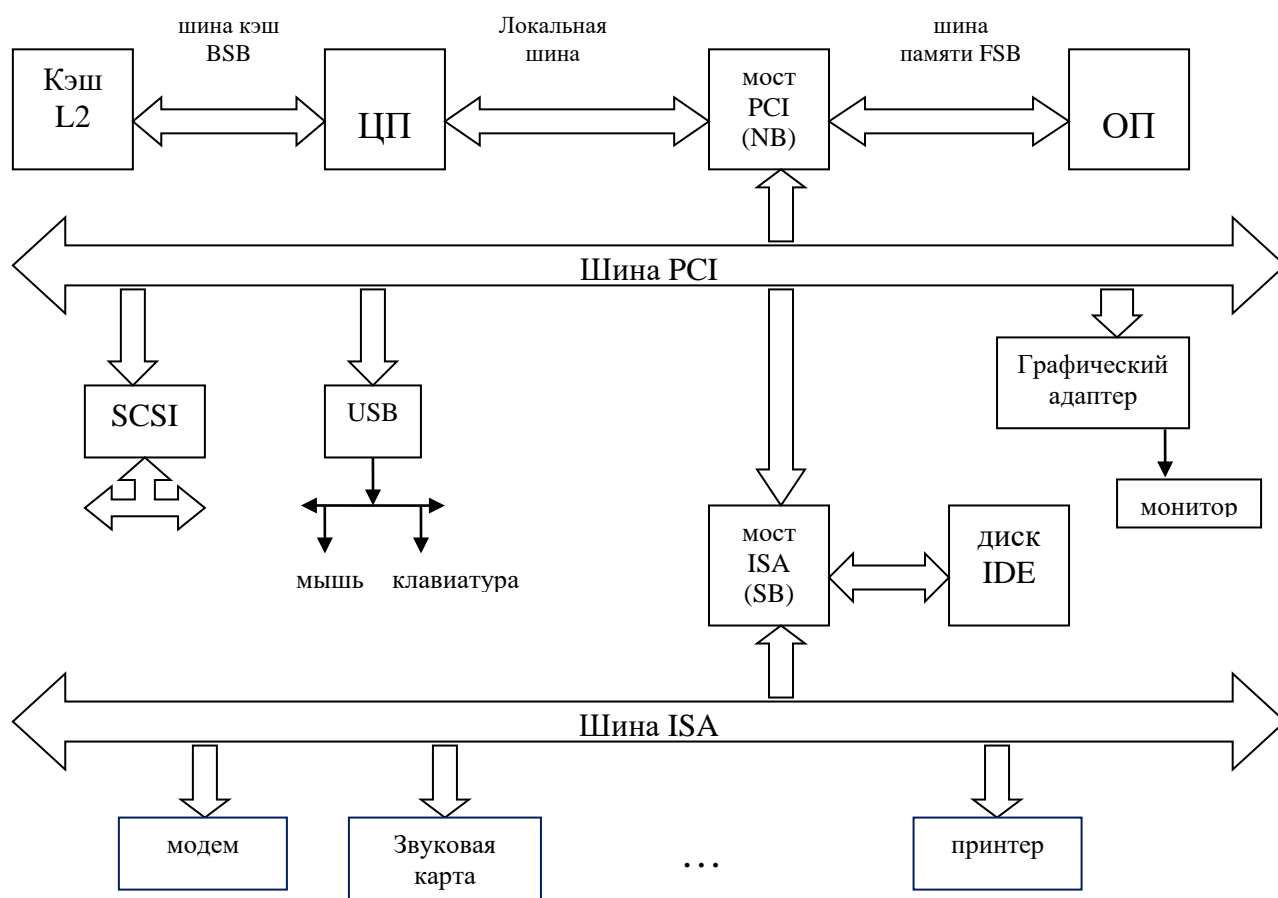 шина кэш
BSB
Локальная
шина
шина
памяти FSB
Кэш
L2
ЦП
мост
PCI
(NB)
ОП
Шина PCI
SCSI
USB
Графический
адаптер
мышь
клавиатура
мост
ISA
(SB)
диск
IDE
монитор
Шина ISA
модем
Звуковая
карта
...
принтер